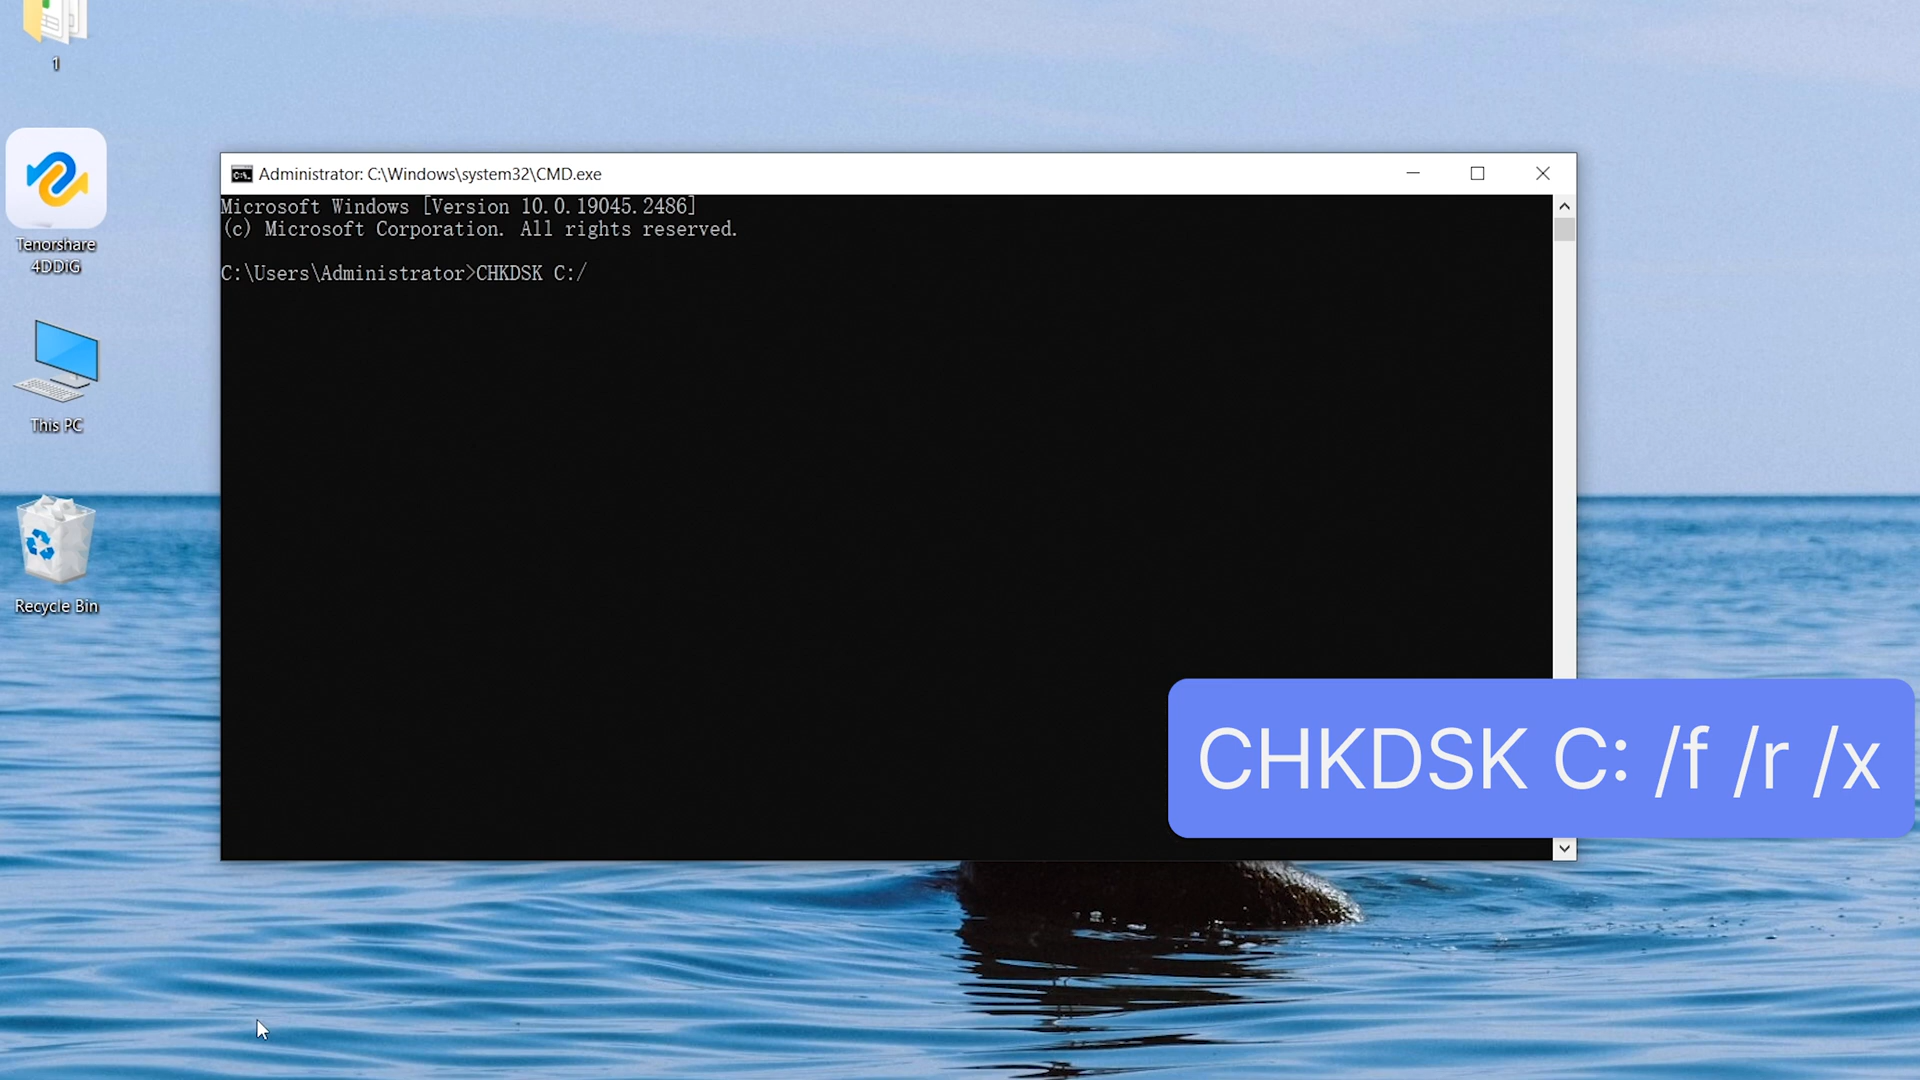 1
Tenorshare
4DDiG
This PC
Recycle Bin
Administrator: C:\Windows\system32\CMD.exe
Microsoft Windows [Version 10.0.19045.2486]
(c) Microsoft Corporation. All rights reserved.
C:\Users\Administrator>CHKDSK C:/
CHKDSK C: /f /r /x